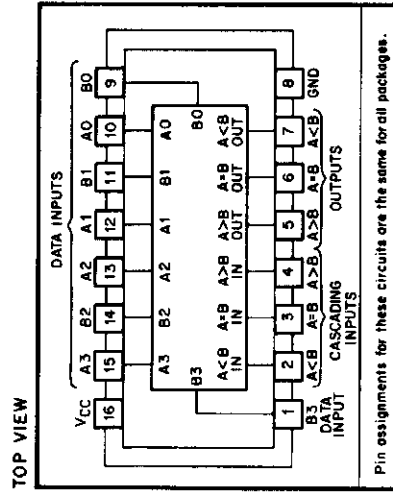 TOP VIEW
DATA INPUTS
VCC A3 B2 A2 A1 B1 A0 B0
16 15 14 13 12 11 10 9
A3 B2 A2 A1 B1 A0
B3 B0
A<B A=B A>B A>B A=B A<B
IN IN IN OUT OUT OUT
1 2 3 4 5 6 7 8
B3 A<B A=B A>B A>B A=B A<B GND
DATA INPUT
CASCADING INPUTS
OUTPUTS
Pin assignments for these circuits are the same for all packages.